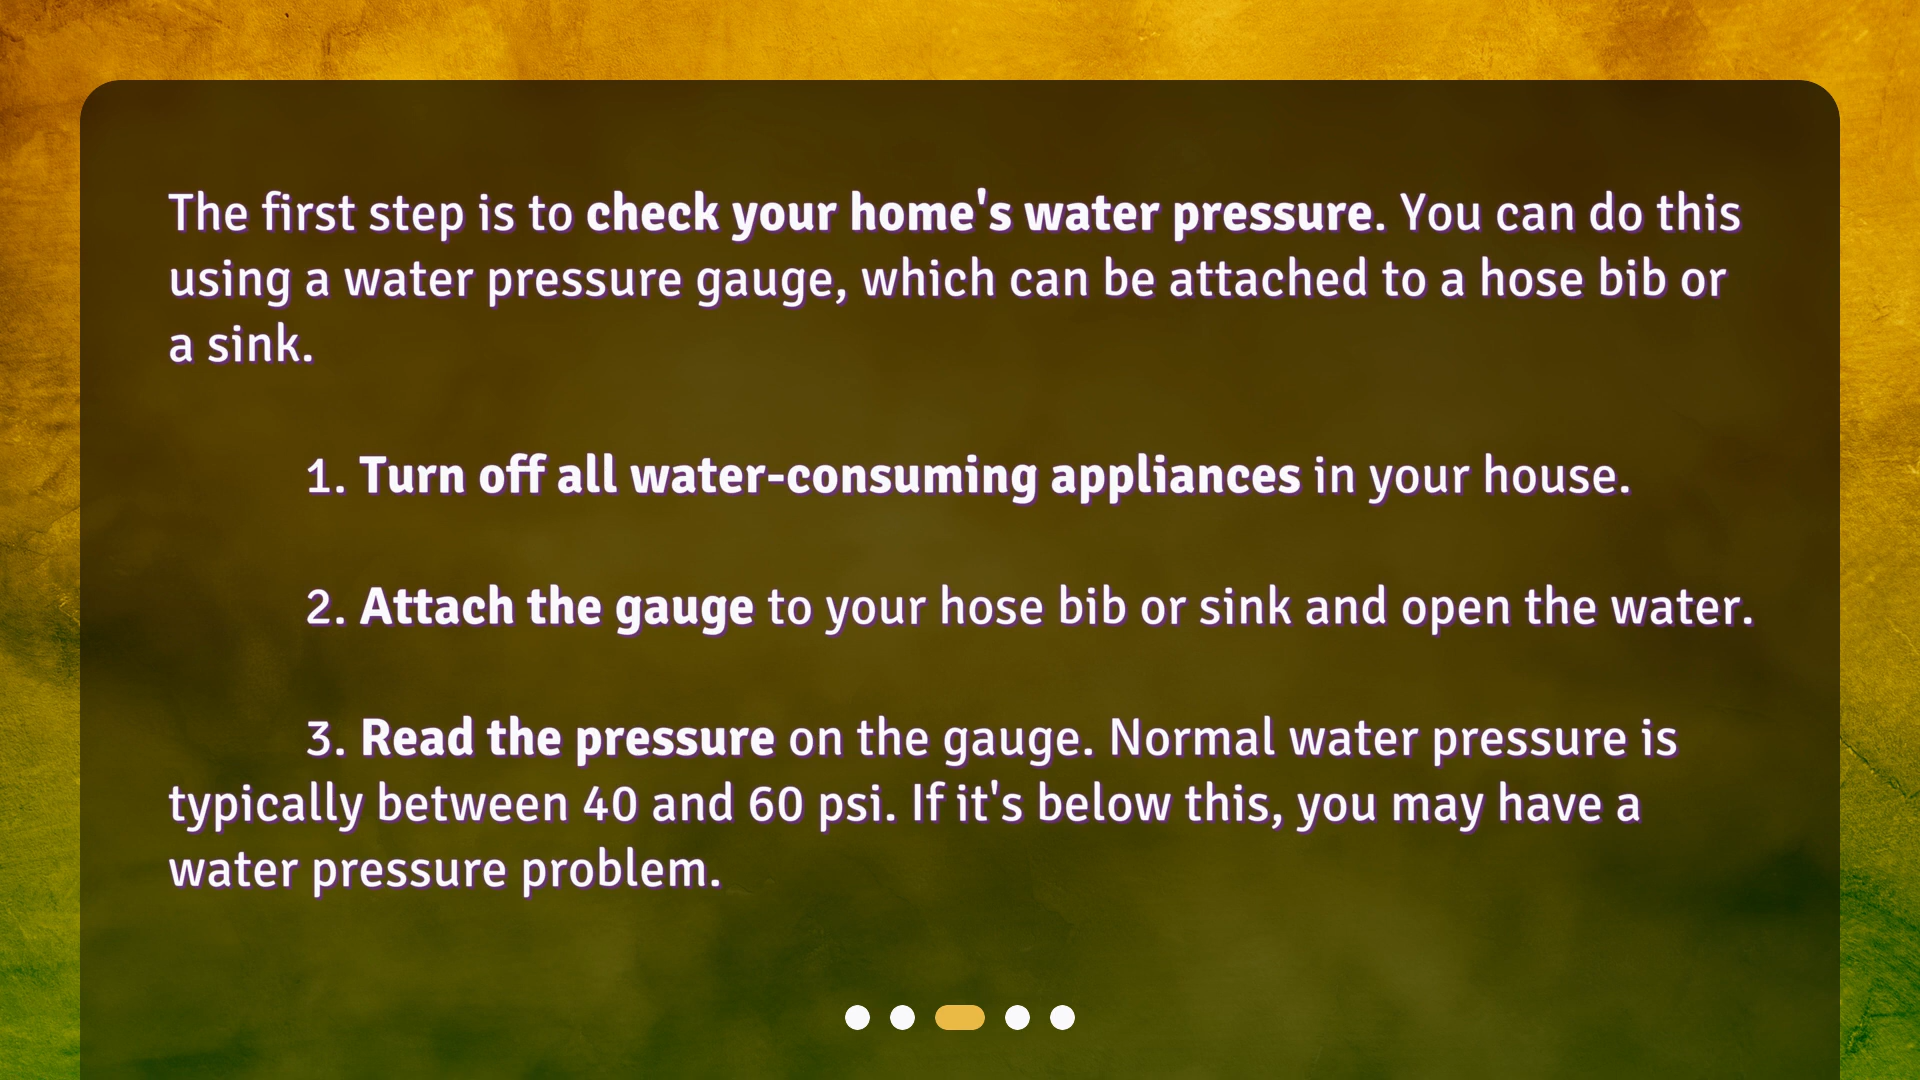 The first step is to check your home's water pressure. You can do this
using a water pressure gauge, which can be attached to a hose bib or
a sink.
1. Turn off all water-consuming appliances in your house.
2. Attach the gauge to your hose bib or sink and open the water.
3. Read the pressure on the gauge. Normal water pressure is
typically between 40 and 60 psi. If it's below this, you may have a
water pressure problem.